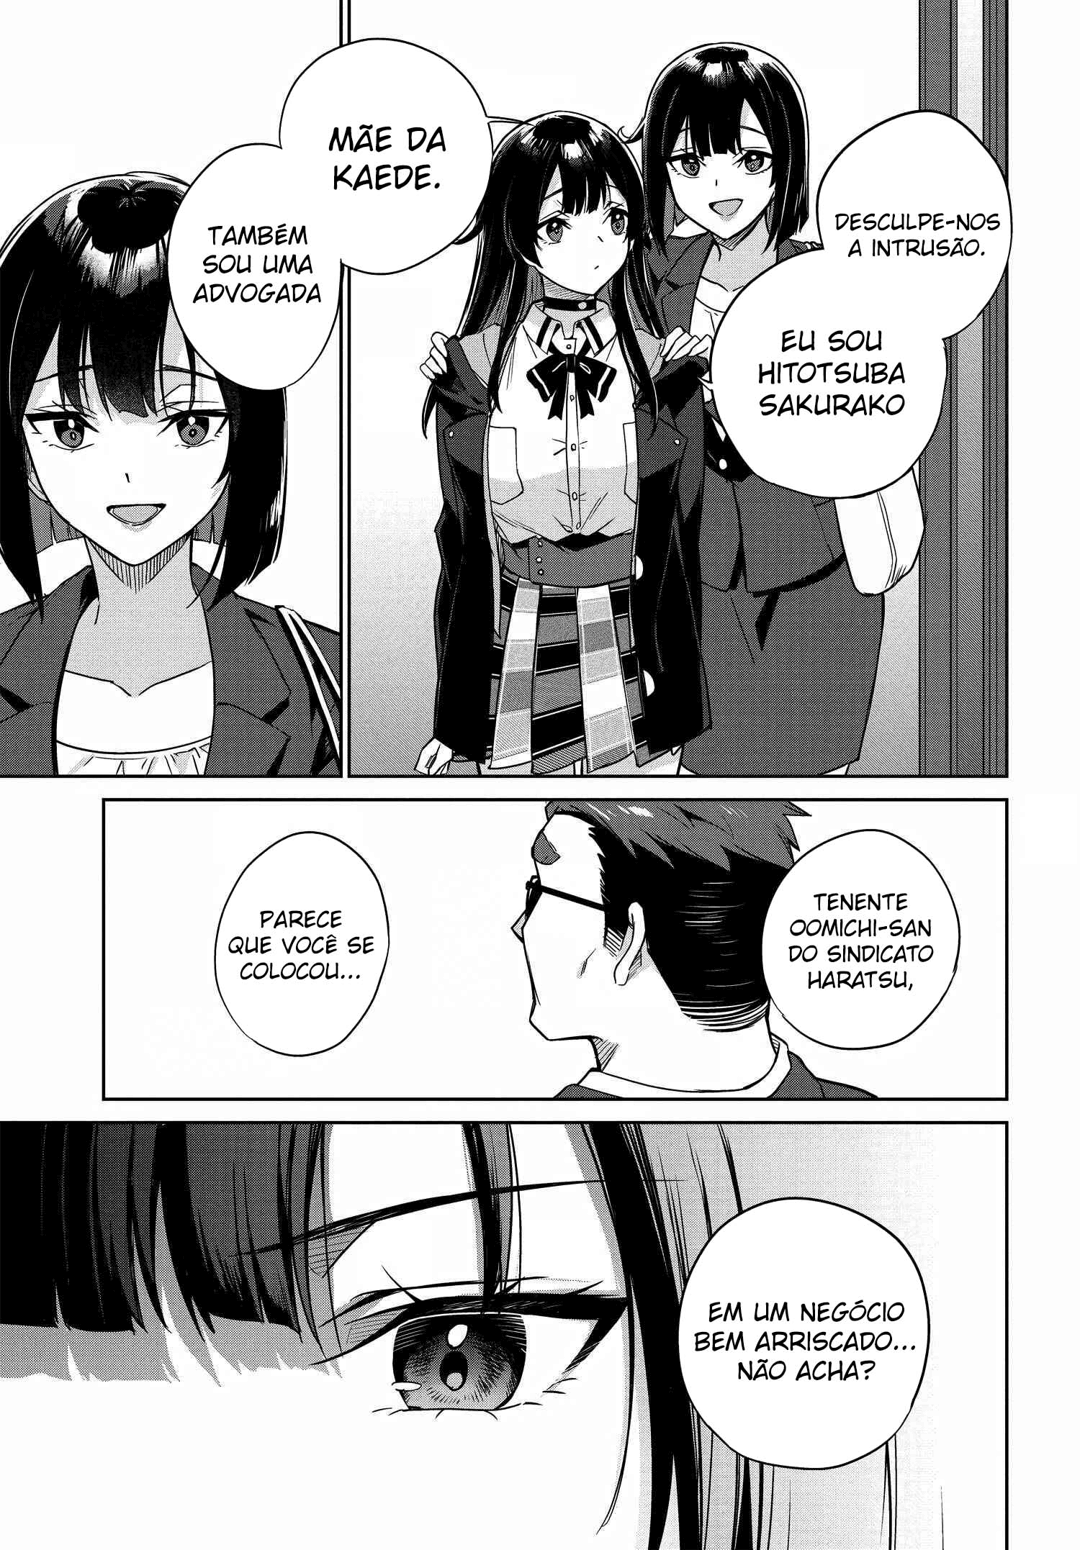 DESCULPE-NOS
A INTRUSÃO.
EU SOU
HITOTSUBA
SAKURAKO
MÃE DA
KAEDE.
TAMBÉM
SOU UMA
ADVOGADA
TENENTE
OOMICHI-SAN
DO SINDICATO
HARATSU,
PARECE
QUE VOCÊ SE
COLOCOU...
EM UM NEGÓCIO
BEM ARRISCADO...
NÃO ACHA?